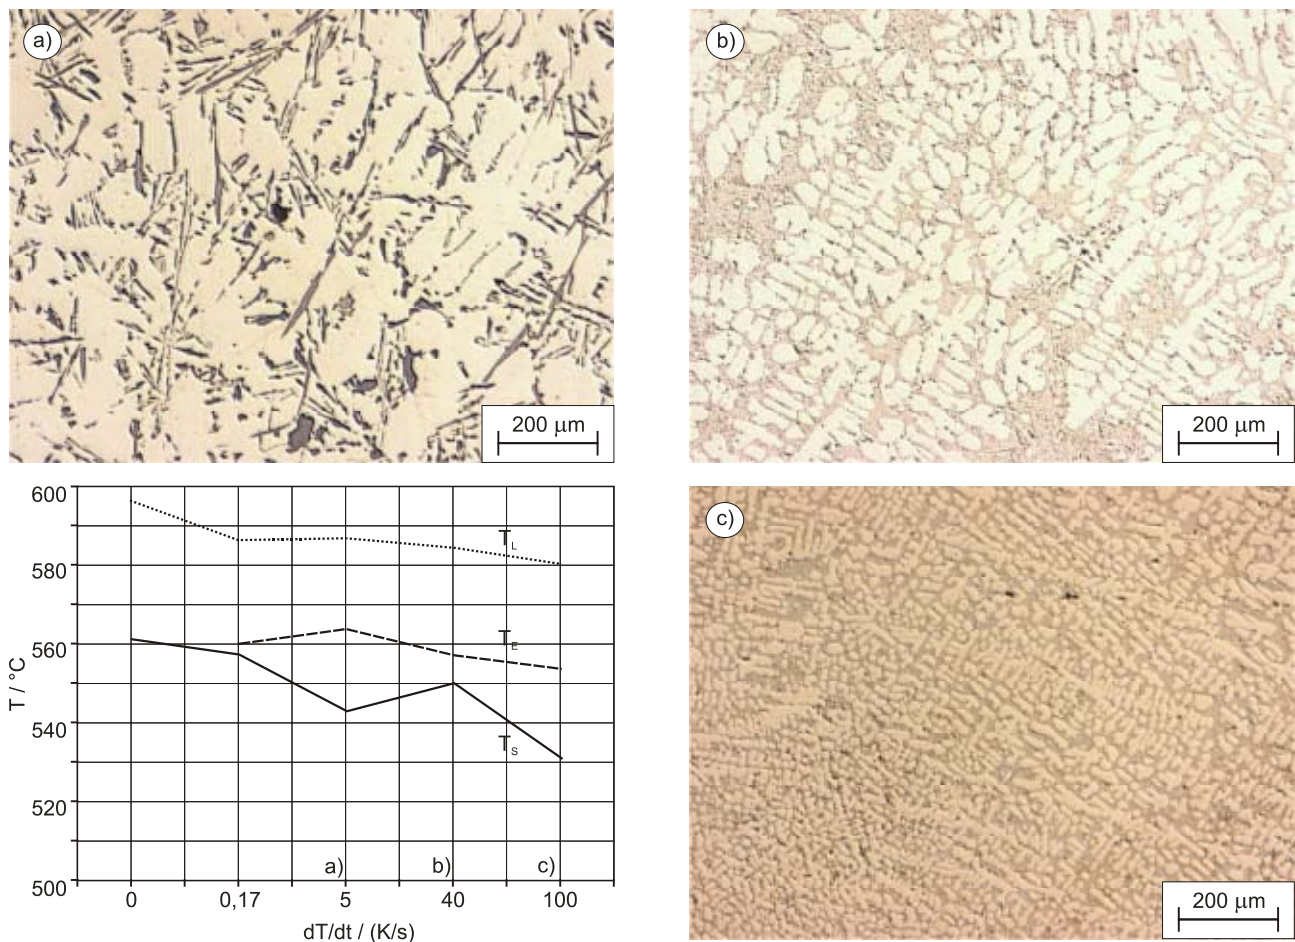 a)
200 µm
b)
200 µm
600
580
560
540
520
500
T / °C
T_L
T_E
T_S
a)
b)
c)
0
0,17
5
40
100
dT/dt / (K/s)
c)
200 µm